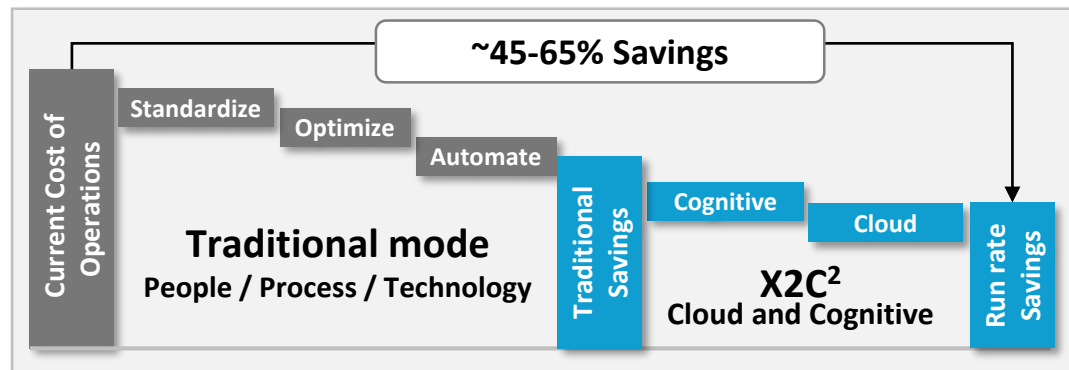 ~45-65% Savings
Current Cost of
Operations
Standardize
Optimize
Automate
Traditional mode
People / Process / Technology
Traditional
Savings
Cognitive
Cloud
X2C²
Cloud and Cognitive
Run rate
Savings